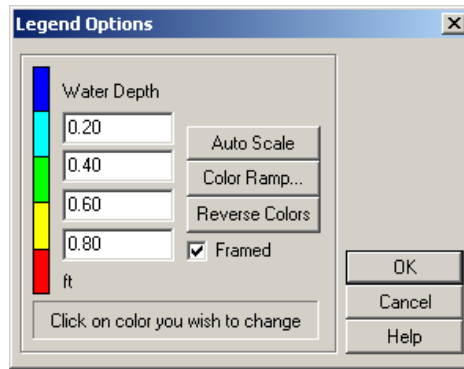 Legend Options
Water Depth
0.20
0.40
0.60
0.80
ft
Auto Scale
Color Ramp...
Reverse Colors
Framed
Click on color you wish to change
OK
Cancel
Help